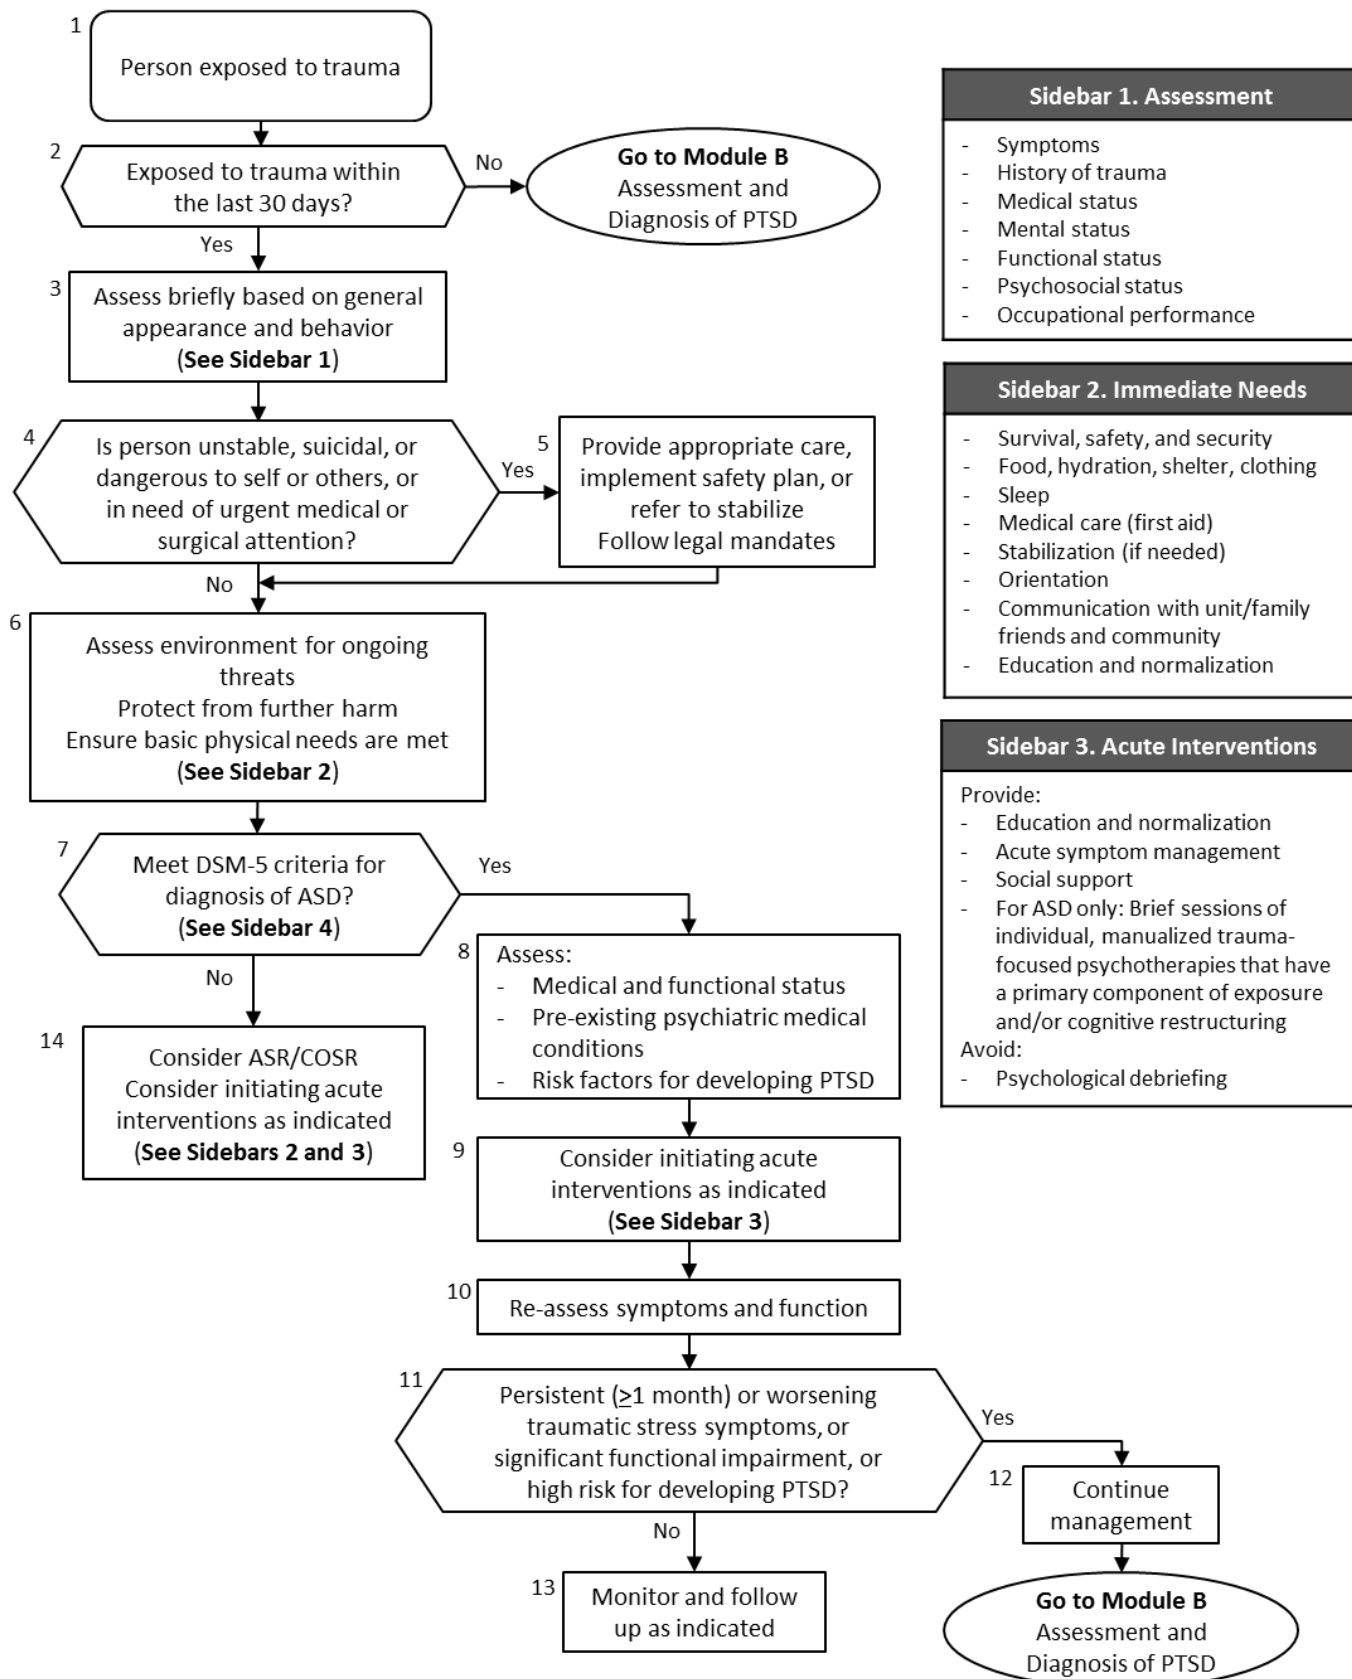 1
Person exposed to trauma
2
Exposed to trauma within
the last 30 days?
No
Go to Module B
Assessment and
Diagnosis of PTSD
Yes
3
Assess briefly based on general
appearance and behavior
(See Sidebar 1)
4
Is person unstable, suicidal, or
dangerous to self or others, or
in need of urgent medical or
surgical attention?
Yes
5
Provide appropriate care,
implement safety plan, or
refer to stabilize
Follow legal mandates
No
6
Assess environment for ongoing
threats
Protect from further harm
Ensure basic physical needs are met
(See Sidebar 2)
7
Meet DSM-5 criteria for
diagnosis of ASD?
(See Sidebar 4)
Yes
No
8
Assess:
- Medical and functional status
- Pre-existing psychiatric medical
conditions
- Risk factors for developing PTSD
14
Consider ASR/COSR
Consider initiating acute
interventions as indicated
(See Sidebars 2 and 3)
9
Consider initiating acute
interventions as indicated
(See Sidebar 3)
10
Re-assess symptoms and function
11
Persistent (≥1 month) or worsening
traumatic stress symptoms, or
significant functional impairment, or
high risk for developing PTSD?
Yes
12
Continue
management
No
13
Monitor and follow
up as indicated
Go to Module B
Assessment and
Diagnosis of PTSD
Sidebar 1. Assessment
- Symptoms
- History of trauma
- Medical status
- Mental status
- Functional status
- Psychosocial status
- Occupational performance
Sidebar 2. Immediate Needs
- Survival, safety, and security
- Food, hydration, shelter, clothing
- Sleep
- Medical care (first aid)
- Stabilization (if needed)
- Orientation
- Communication with unit/family
friends and community
- Education and normalization
Sidebar 3. Acute Interventions
Provide:
- Education and normalization
- Acute symptom management
- Social support
- For ASD only: Brief sessions of
individual, manualized trauma-
focused psychotherapies that have
a primary component of exposure
and/or cognitive restructuring
Avoid:
- Psychological debriefing